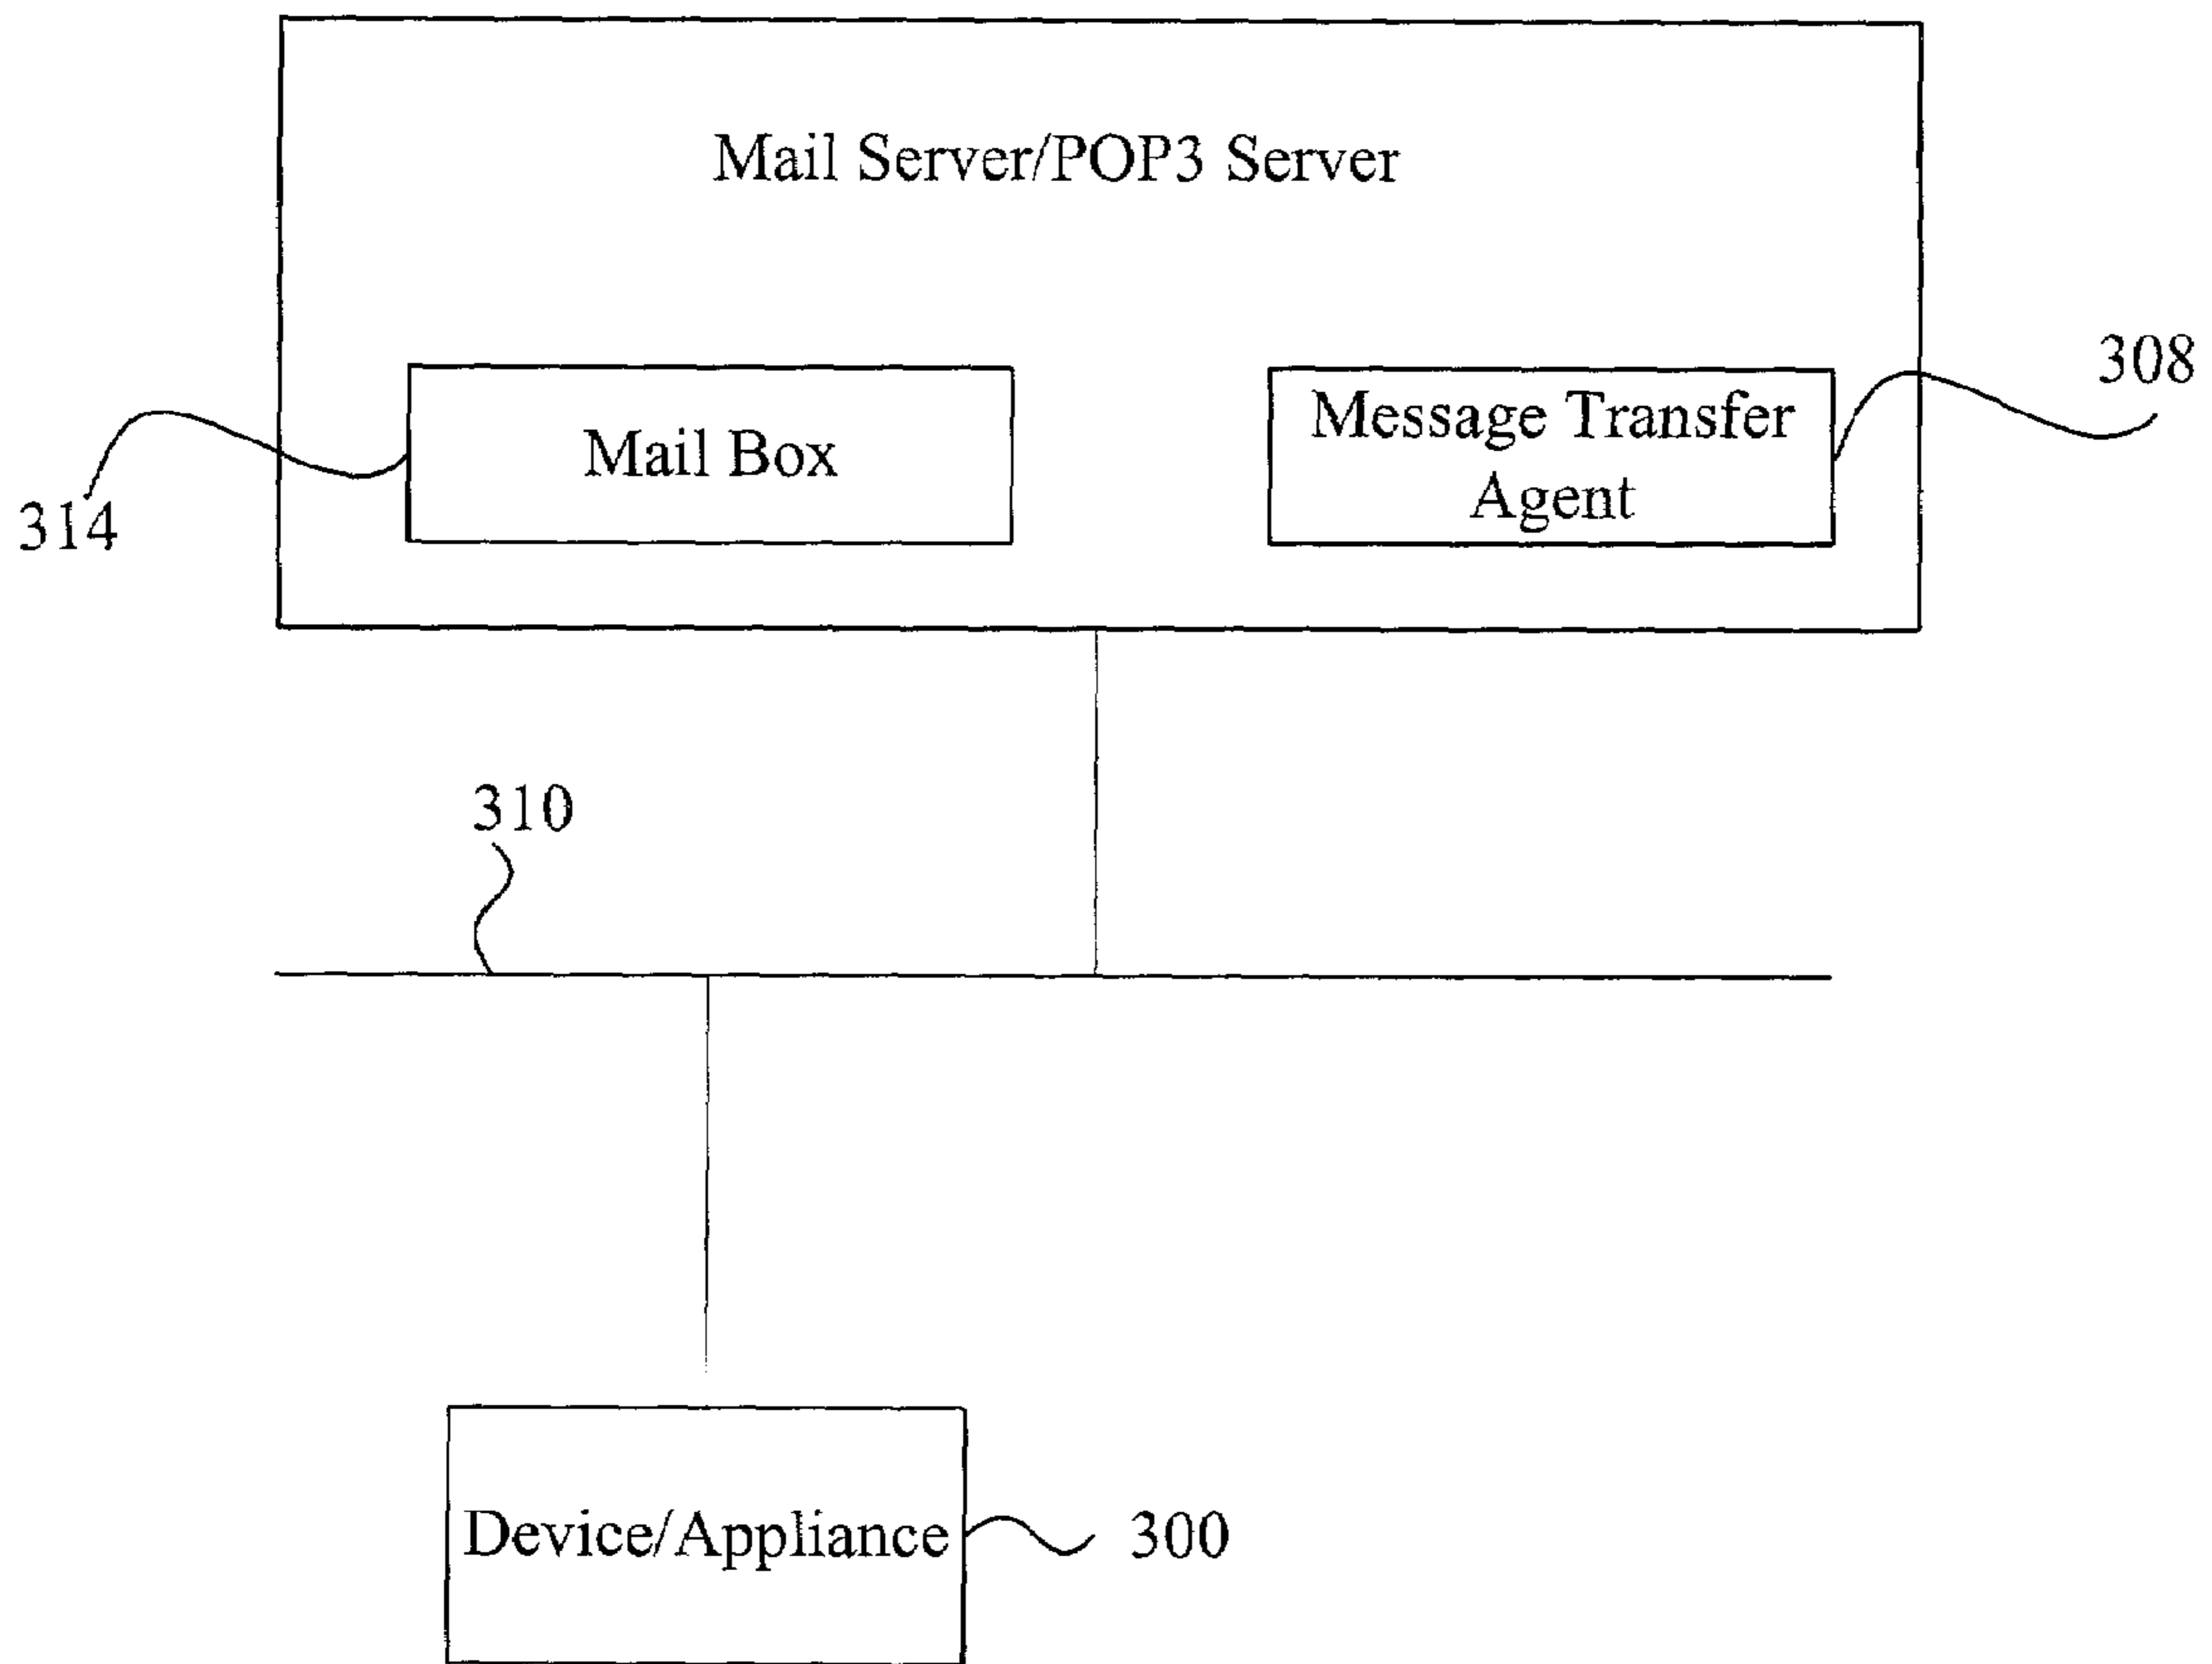 Mail Server/POP3 Server
308
Mail Box
Message Transfer
Agent
314
310
Device/Appliance
300